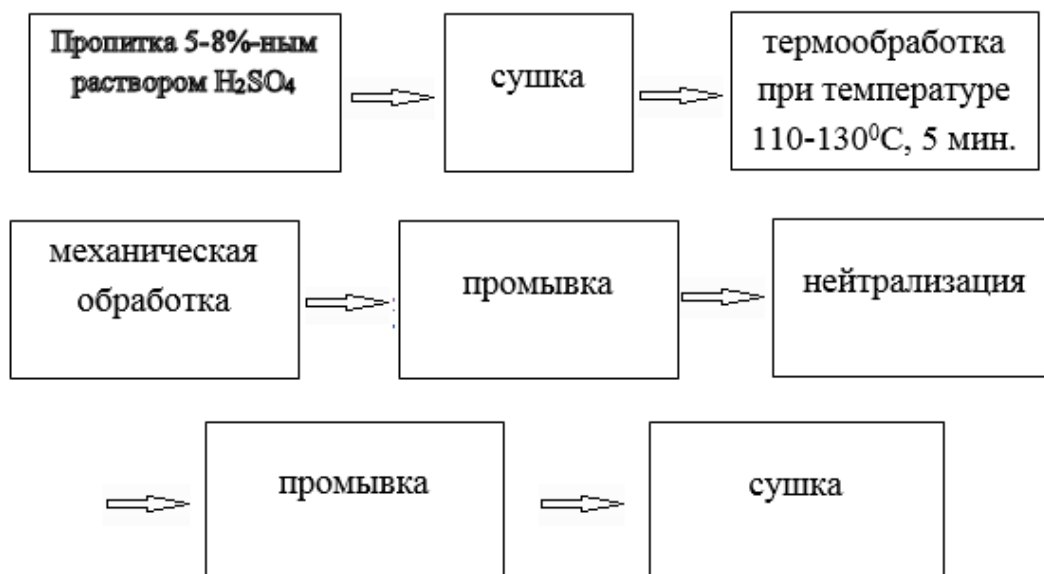 Пропитка 5-8%-ным
раствором H₂SO₄
сушка
термообработка
при температуре
110-130⁰С, 5 мин.
механическая
обработка
промывка
нейтрализация
промывка
сушка